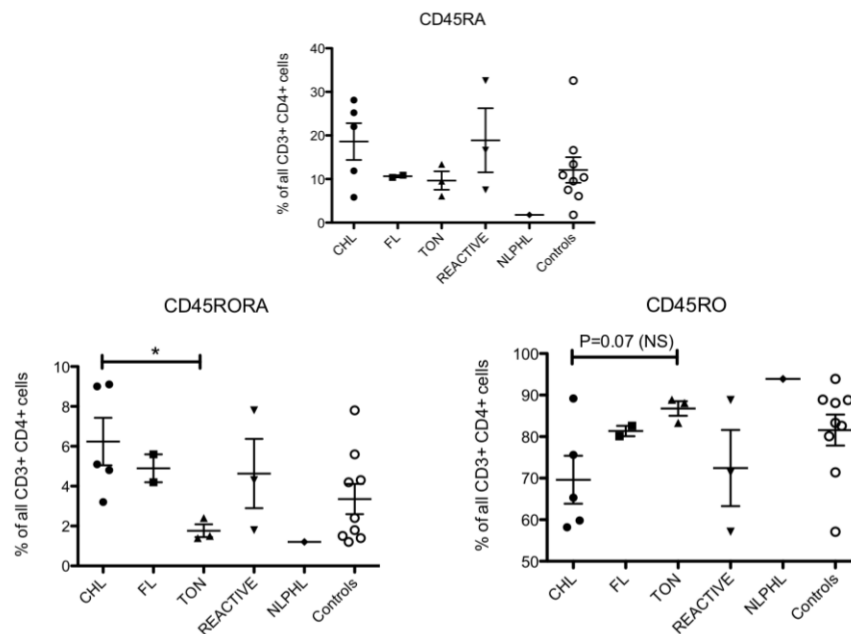 CD45RA
% of all CD3+ CD4+ cells
40
30
20
10
0
CHL
FL
TON
REACTIVE
NLPHL
Controls
CD45RORA
*
% of all CD3+ CD4+ cells
10
8
6
4
2
0
CHL
FL
TON
REACTIVE
NLPHL
Controls
CD45RO
P=0.07 (NS)
% of all CD3+ CD4+ cells
100
90
80
70
60
50
CHL
FL
TON
REACTIVE
NLPHL
Controls